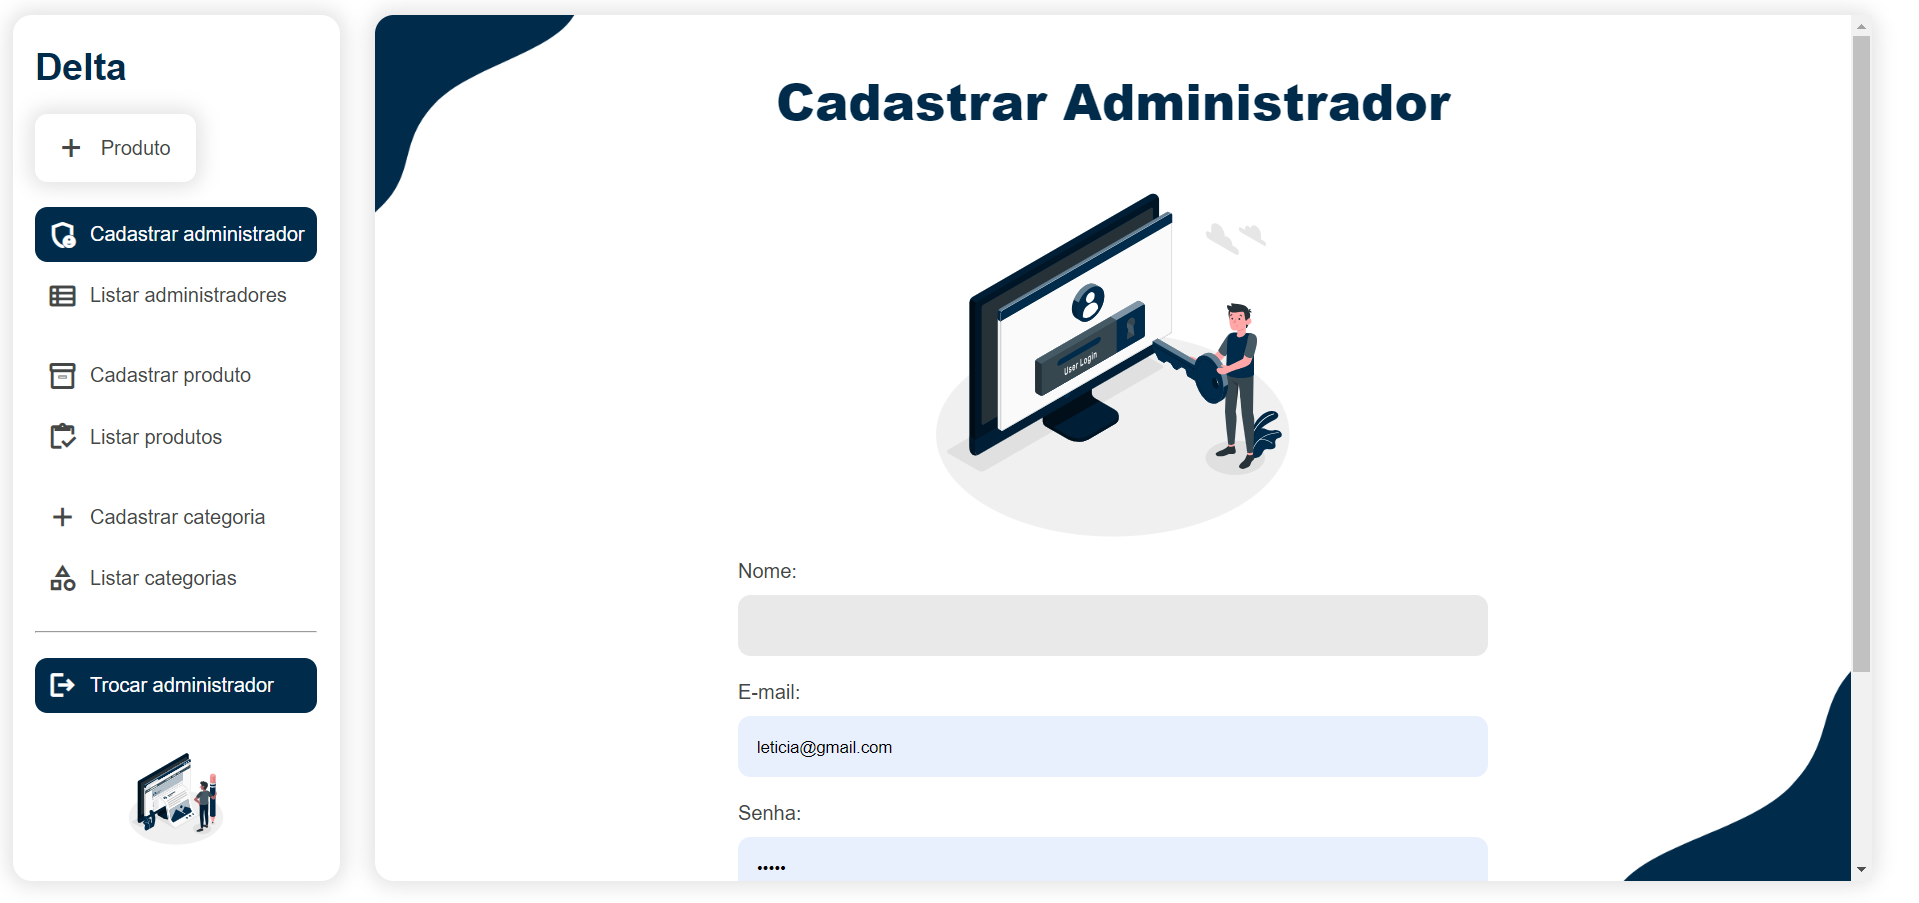 Delta
Produto
Cadastrar administrador
Listar administradores
Cadastrar produto
Listar produtos
Cadastrar categoria
Listar categorias
Trocar administrador
Cadastrar Administrador
User Login
Nome:
E-mail:
leticia@gmail.com
Senha:
•••••